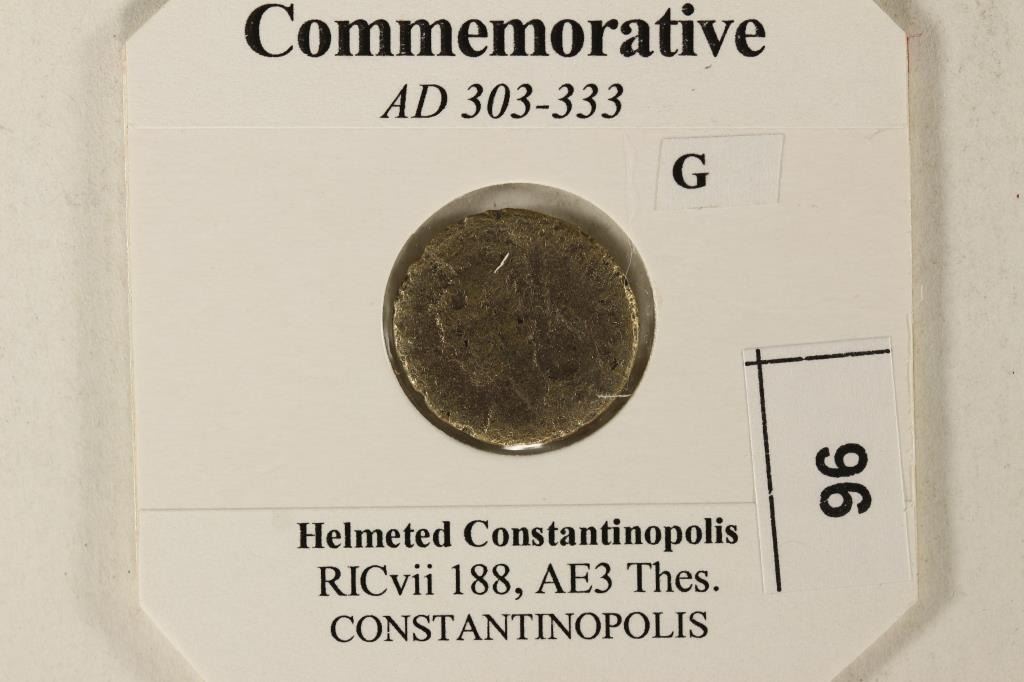 Commemorative
AD 303-333
G
96
Helmeted Constantinopolis
RICvii 188, AE3 Thes.
CONSTANTINOPOLIS